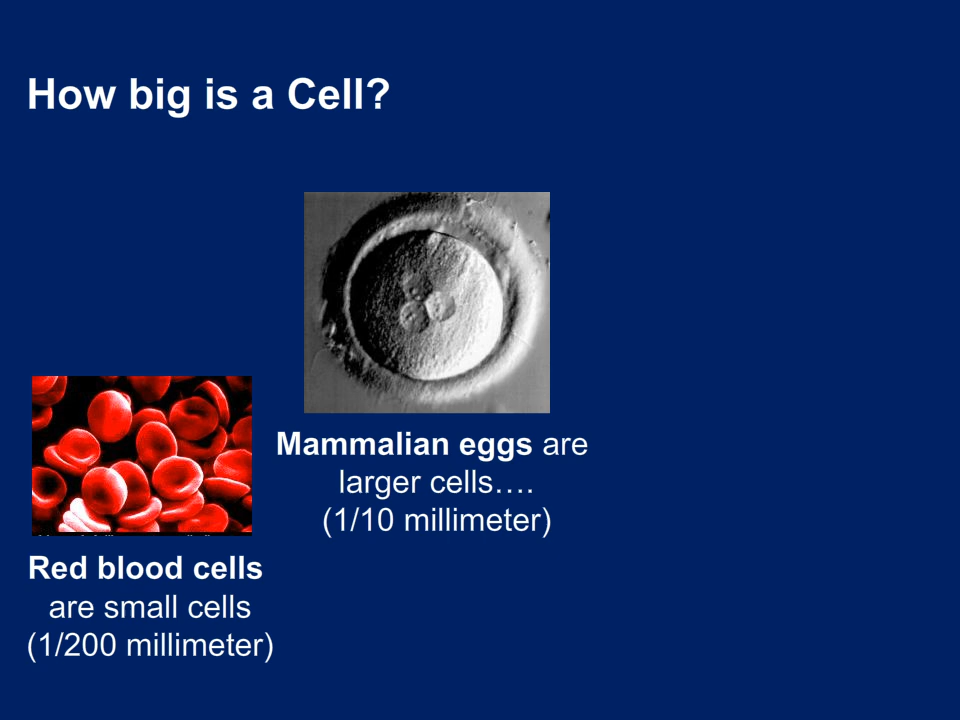 How big is a Cell?
Mammalian eggs are
larger cells….
(1/10 millimeter)
Red blood cells
are small cells
(1/200 millimeter)